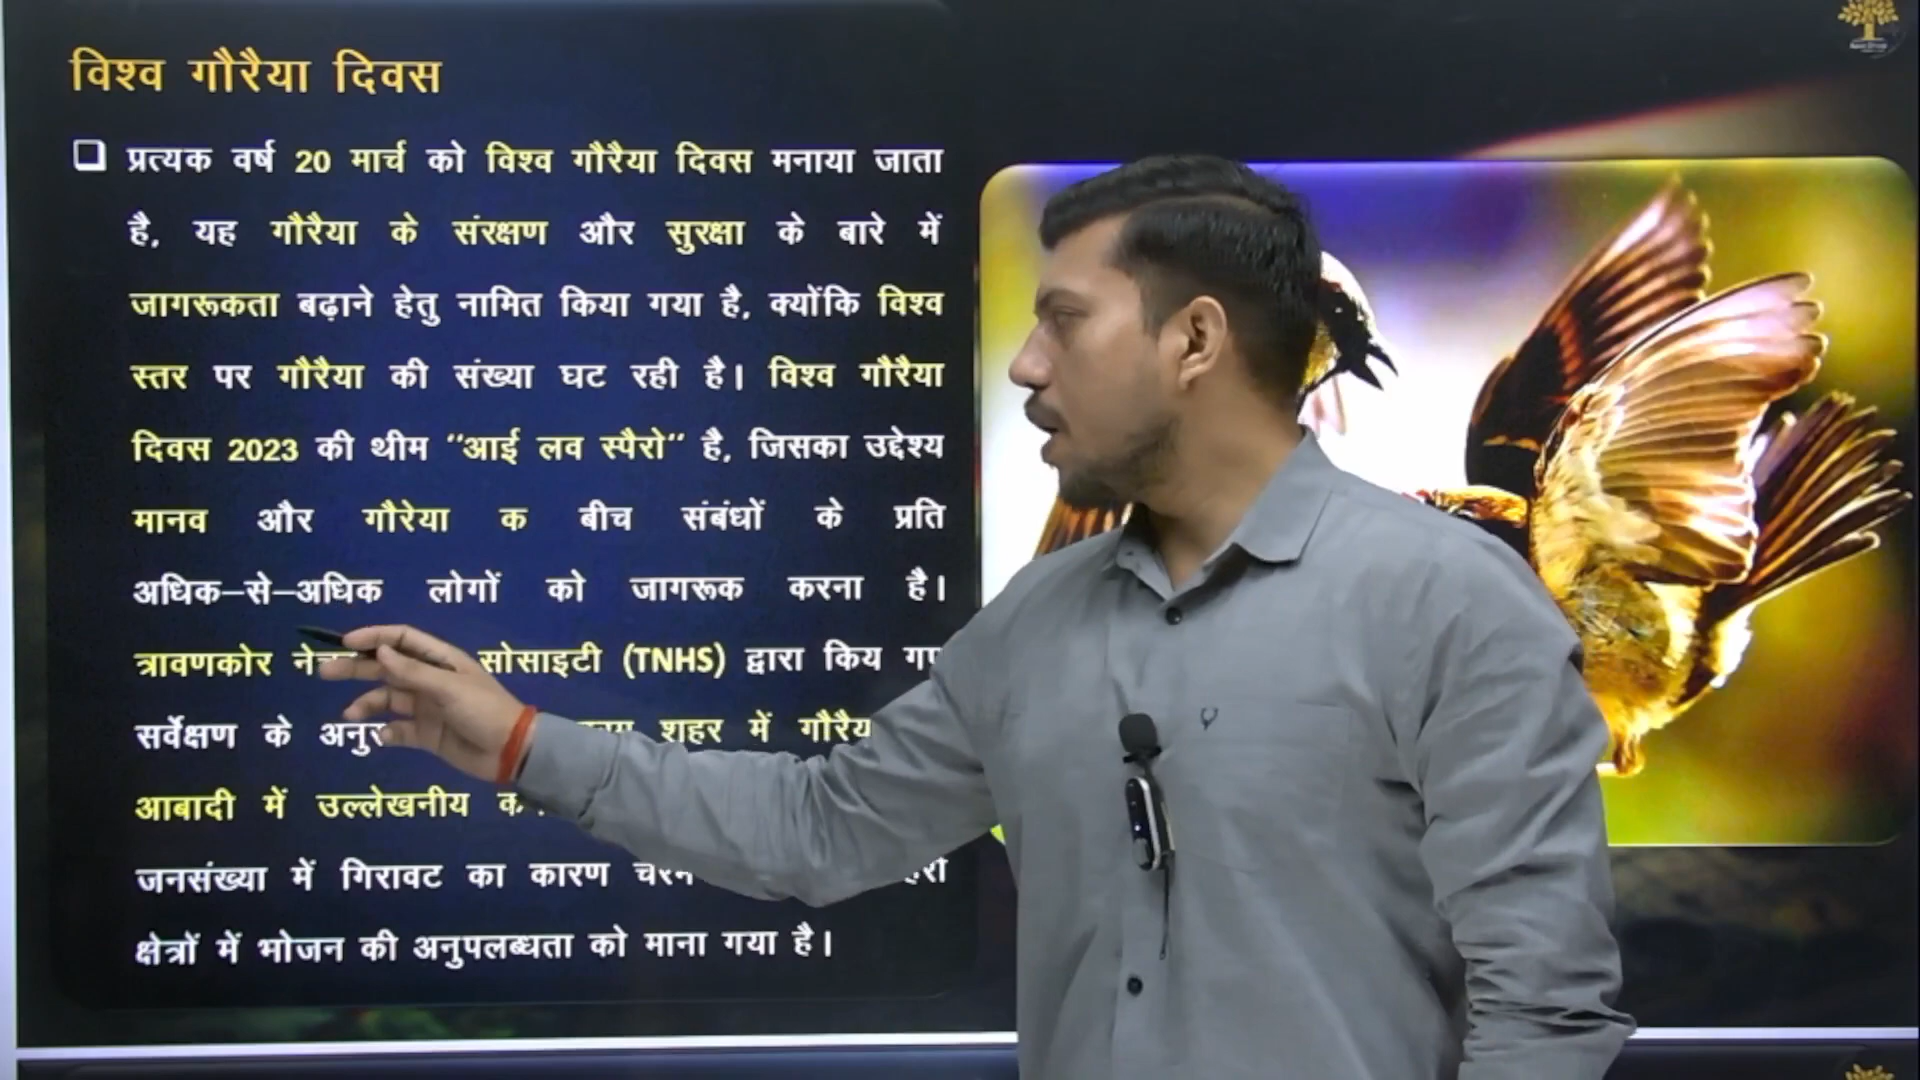 विश्व गौरैया दिवस
प्रत्यक वर्ष 20 मार्च को विश्व गौरैया दिवस मनाया जाता
है, यह गौरैया के संरक्षण और सुरक्षा के बारे में
जागरूकता बढ़ाने हेतु नामित किया गया है, क्योंकि विश्व
स्तर पर गौरैया की संख्या घट रही है। विश्व गौरैया
दिवस 2023 की थीम "आई लव स्पैरो" है, जिसका उद्देश्य
मानव और गौरेया क बीच संबंधों के प्रति
अधिक–से–अधिक लोगों को जागरूक करना है।
त्रावणकोर सोसाइटी (TNHS) द्वारा किय
सर्वेक्षण के शहर में
आबादी में उल्लेखनीय
जनसंख्या में गिरावट का कारण
क्षेत्रों में भोजन की अनुपलब्धता को माना गया है।